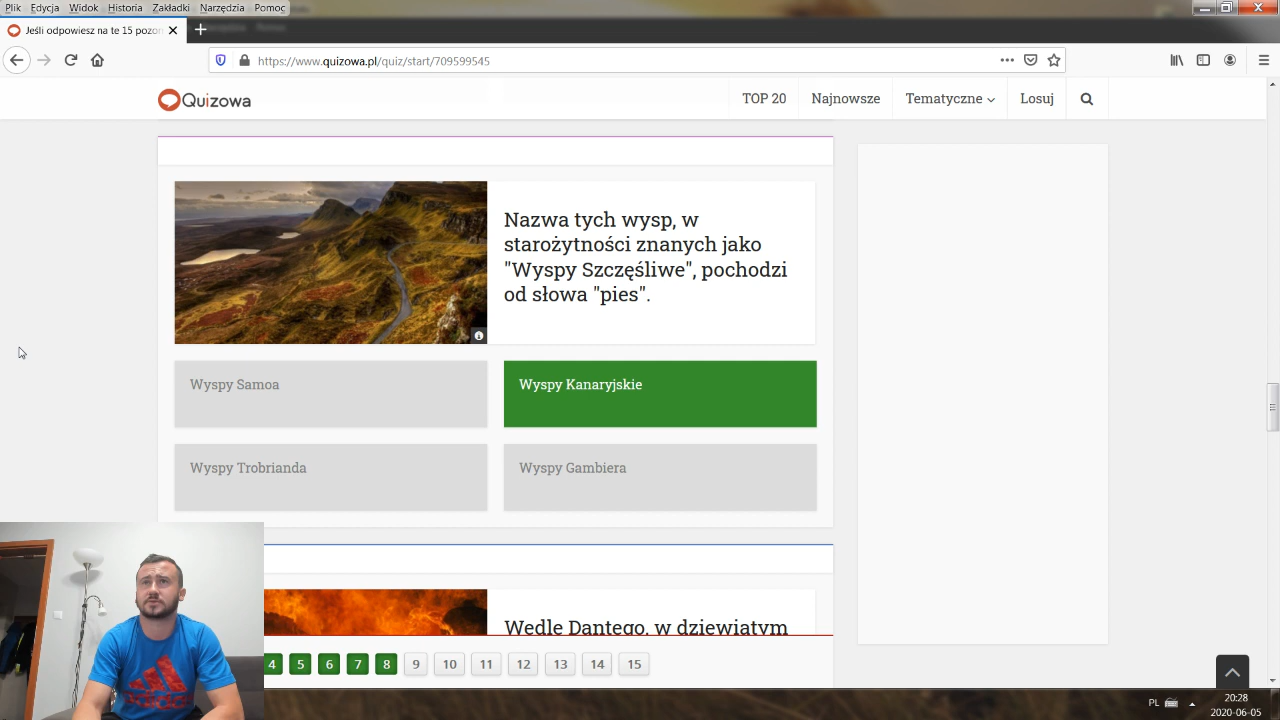 Plik Edycja Widok Historia Zakładki Narzędzia Pomoc
Jeśli odpowiesz na te 15 pozon
https://www.quizowa.pl/quiz/start/709599545
Quizowa
TOP 20 Najnowsze Tematyczne Losuj
Nazwa tych wysp, w
starożytności znanych jako
"Wyspy Szczęśliwe", pochodzi
od słowa "pies".
Wyspy Samoa
Wyspy Kanaryjskie
Wyspy Trobrianda
Wyspy Gambiera
Wedle Dantego, w dziewiątym
4 5 6 7 8 9 10 11 12 13 14 15
PL
20:28
2020-06-05